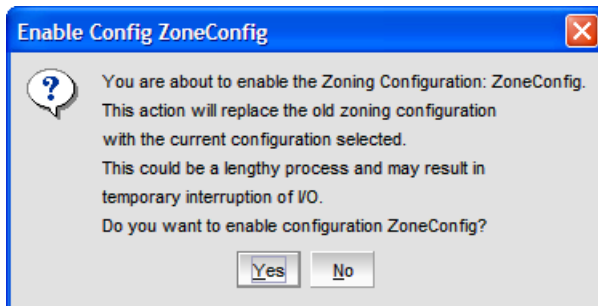 Enable Config ZoneConfig
You are about to enable the Zoning Configuration: ZoneConfig.
This action will replace the old zoning configuration
with the current configuration selected.
This could be a lengthy process and may result in
temporary interruption of I/O.
Do you want to enable configuration ZoneConfig?
Yes No